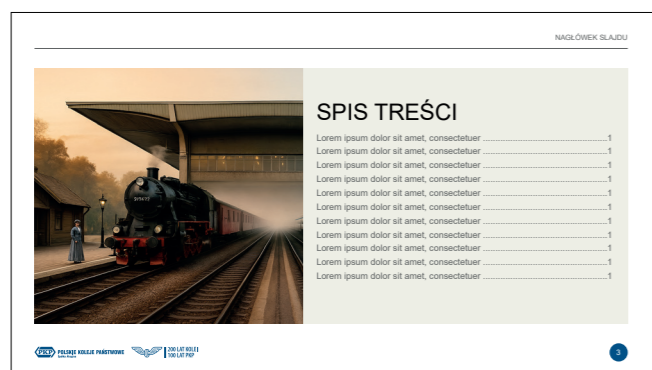 NAGŁÓWEK SLAJDU
SPIS TREŚCI
Lorem ipsum dolor sit amet, consectetuer ...1
Lorem ipsum dolor sit amet, consectetuer ...1
Lorem ipsum dolor sit amet, consectetuer ...1
Lorem ipsum dolor sit amet, consectetuer ...1
Lorem ipsum dolor sit amet, consectetuer ...1
Lorem ipsum dolor sit amet, consectetuer ...1
Lorem ipsum dolor sit amet, consectetuer ...1
Lorem ipsum dolor sit amet, consectetuer ...1
Lorem ipsum dolor sit amet, consectetuer ...1
Lorem ipsum dolor sit amet, consectetuer ...1
Lorem ipsum dolor sit amet, consectetuer ...1
PKP POLSKIE KOLEJE PAŃSTWOWE
Spółka Akcyjna
200 LAT KOLEI
100 LAT PKP
3